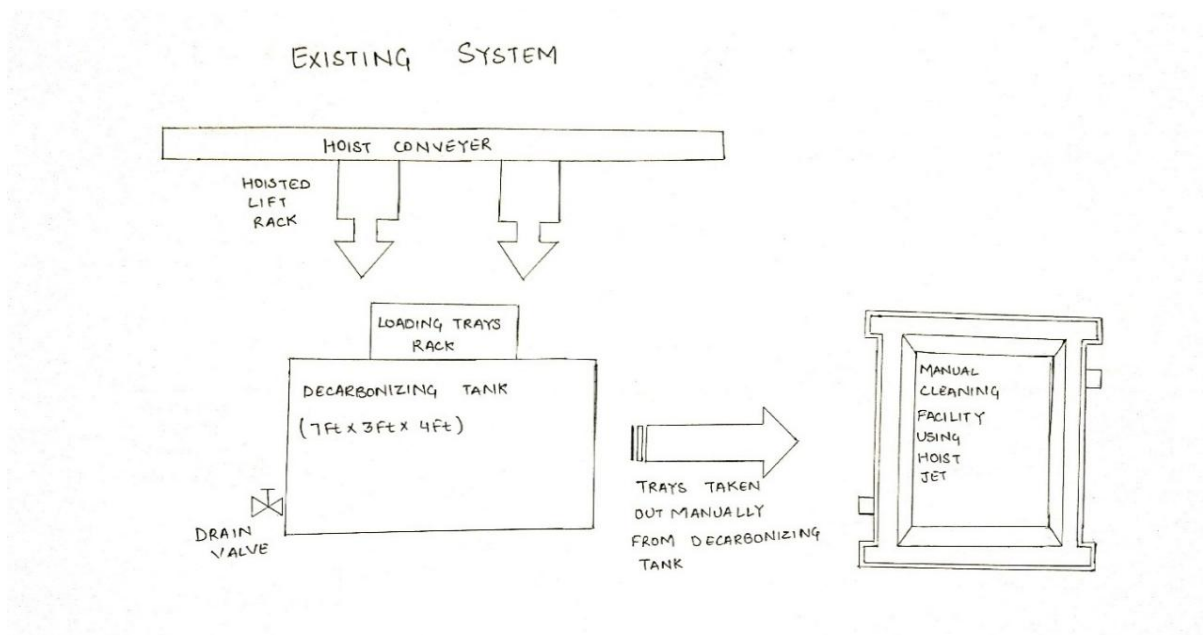 EXISTING SYSTEM
HOIST CONVEYER
HOISTED
LIFT
RACK
LOADING TRAYS
RACK
DECARBONIZING TANK
(7Ft x 3Ft x 4Ft)
DRAIN
VALVE
TRAYS TAKEN
OUT MANUALLY
FROM DECARBONIZING
TANK
MANUAL
CLEANING
FACILITY
USING
HOIST
JET